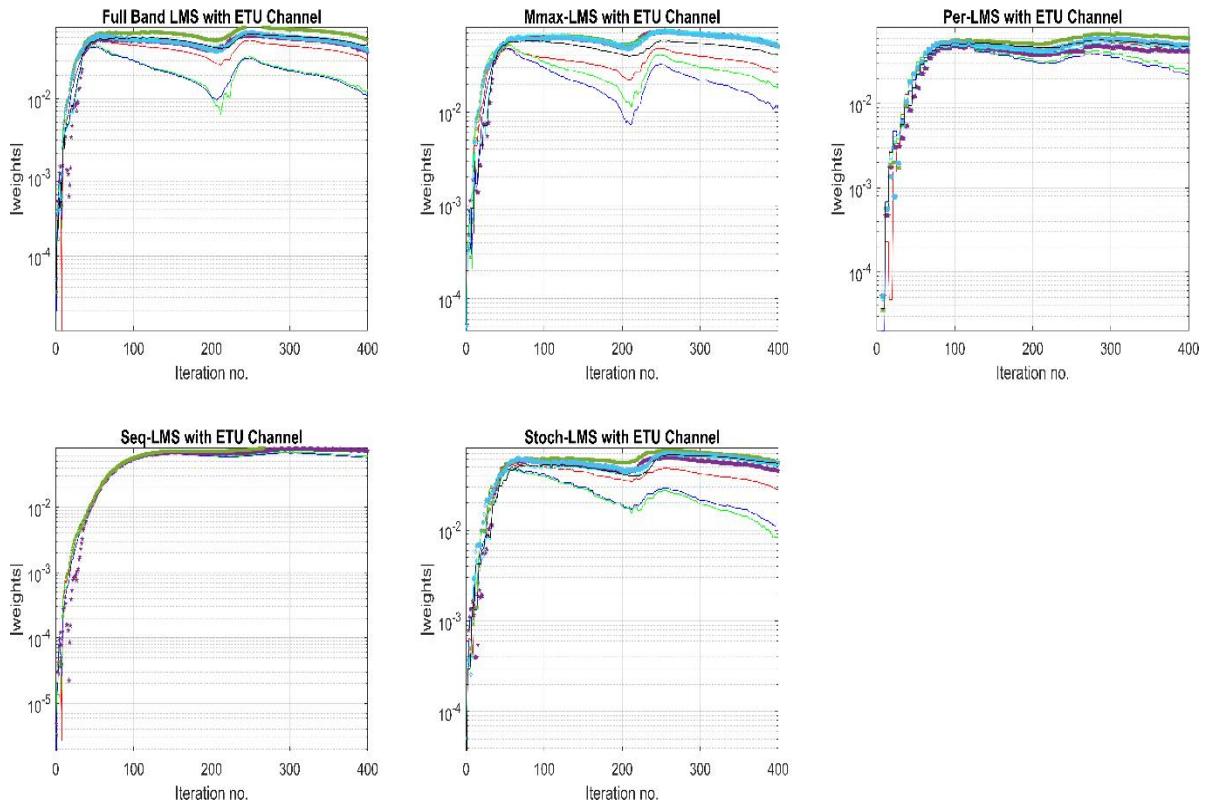 Full Band LMS with ETU Channel
|weights|
10-2
10-3
10-4
0 100 200 300 400
Iteration no.
Mmax-LMS with ETU Channel
|weights|
10-2
10-3
10-4
0 100 200 300 400
Iteration no.
Per-LMS with ETU Channel
|weights|
10-2
10-3
10-4
0 100 200 300 400
Iteration no.
Seq-LMS with ETU Channel
|weights|
10-2
10-3
10-4
10-5
0 100 200 300 400
Iteration no.
Stoch-LMS with ETU Channel
|weights|
10-2
10-3
10-4
0 100 200 300 400
Iteration no.